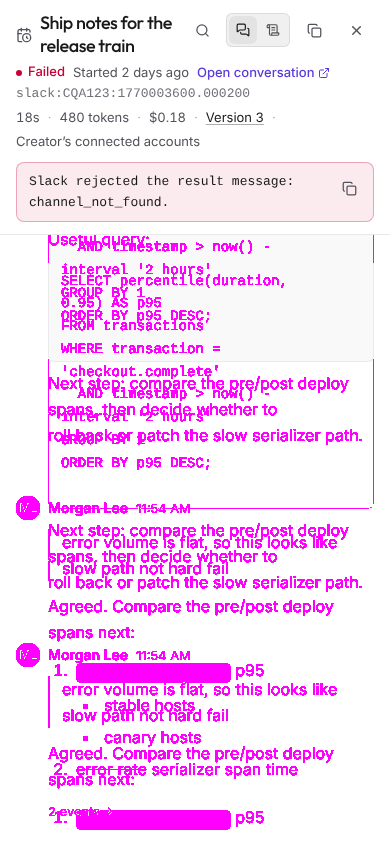 Ship notes for the
release train
Failed Started 2 days ago Open conversation
slack:CQA123:1770003600.000200
18s · 480 tokens · $0.18 · Version 3 ·
Creator’s connected accounts
Slack rejected the result message:
channel_not_found.
Useful query:
AND timestamp > now() -
interval '2 hours'
SELECT percentile(duration,
GROUP BY 1
0.95) AS p95
ORDER BY p95 DESC;
FROM transactions
WHERE transaction =
'checkout.complete'
Next step: compare the pre/post deploy
AND timestamp > now() -
spans, then decide whether to
interval '2 hours'
roll back or patch the slow serializer path.
GROUP BY 1
ORDER BY p95 DESC;
ML Morgan Lee 11:54 AM
Next step: compare the pre/post deploy
error volume is flat, so this looks like
spans, then decide whether to
slow path not hard fail
roll back or patch the slow serializer path.
Agreed. Compare the pre/post deploy
spans next:
ML Morgan Lee 11:54 AM
1. p95
error volume is flat, so this looks like
stable hosts
slow path not hard fail
canary hosts
Agreed. Compare the pre/post deploy
2. error rate serializer span time
spans next:
2 events
1. p95